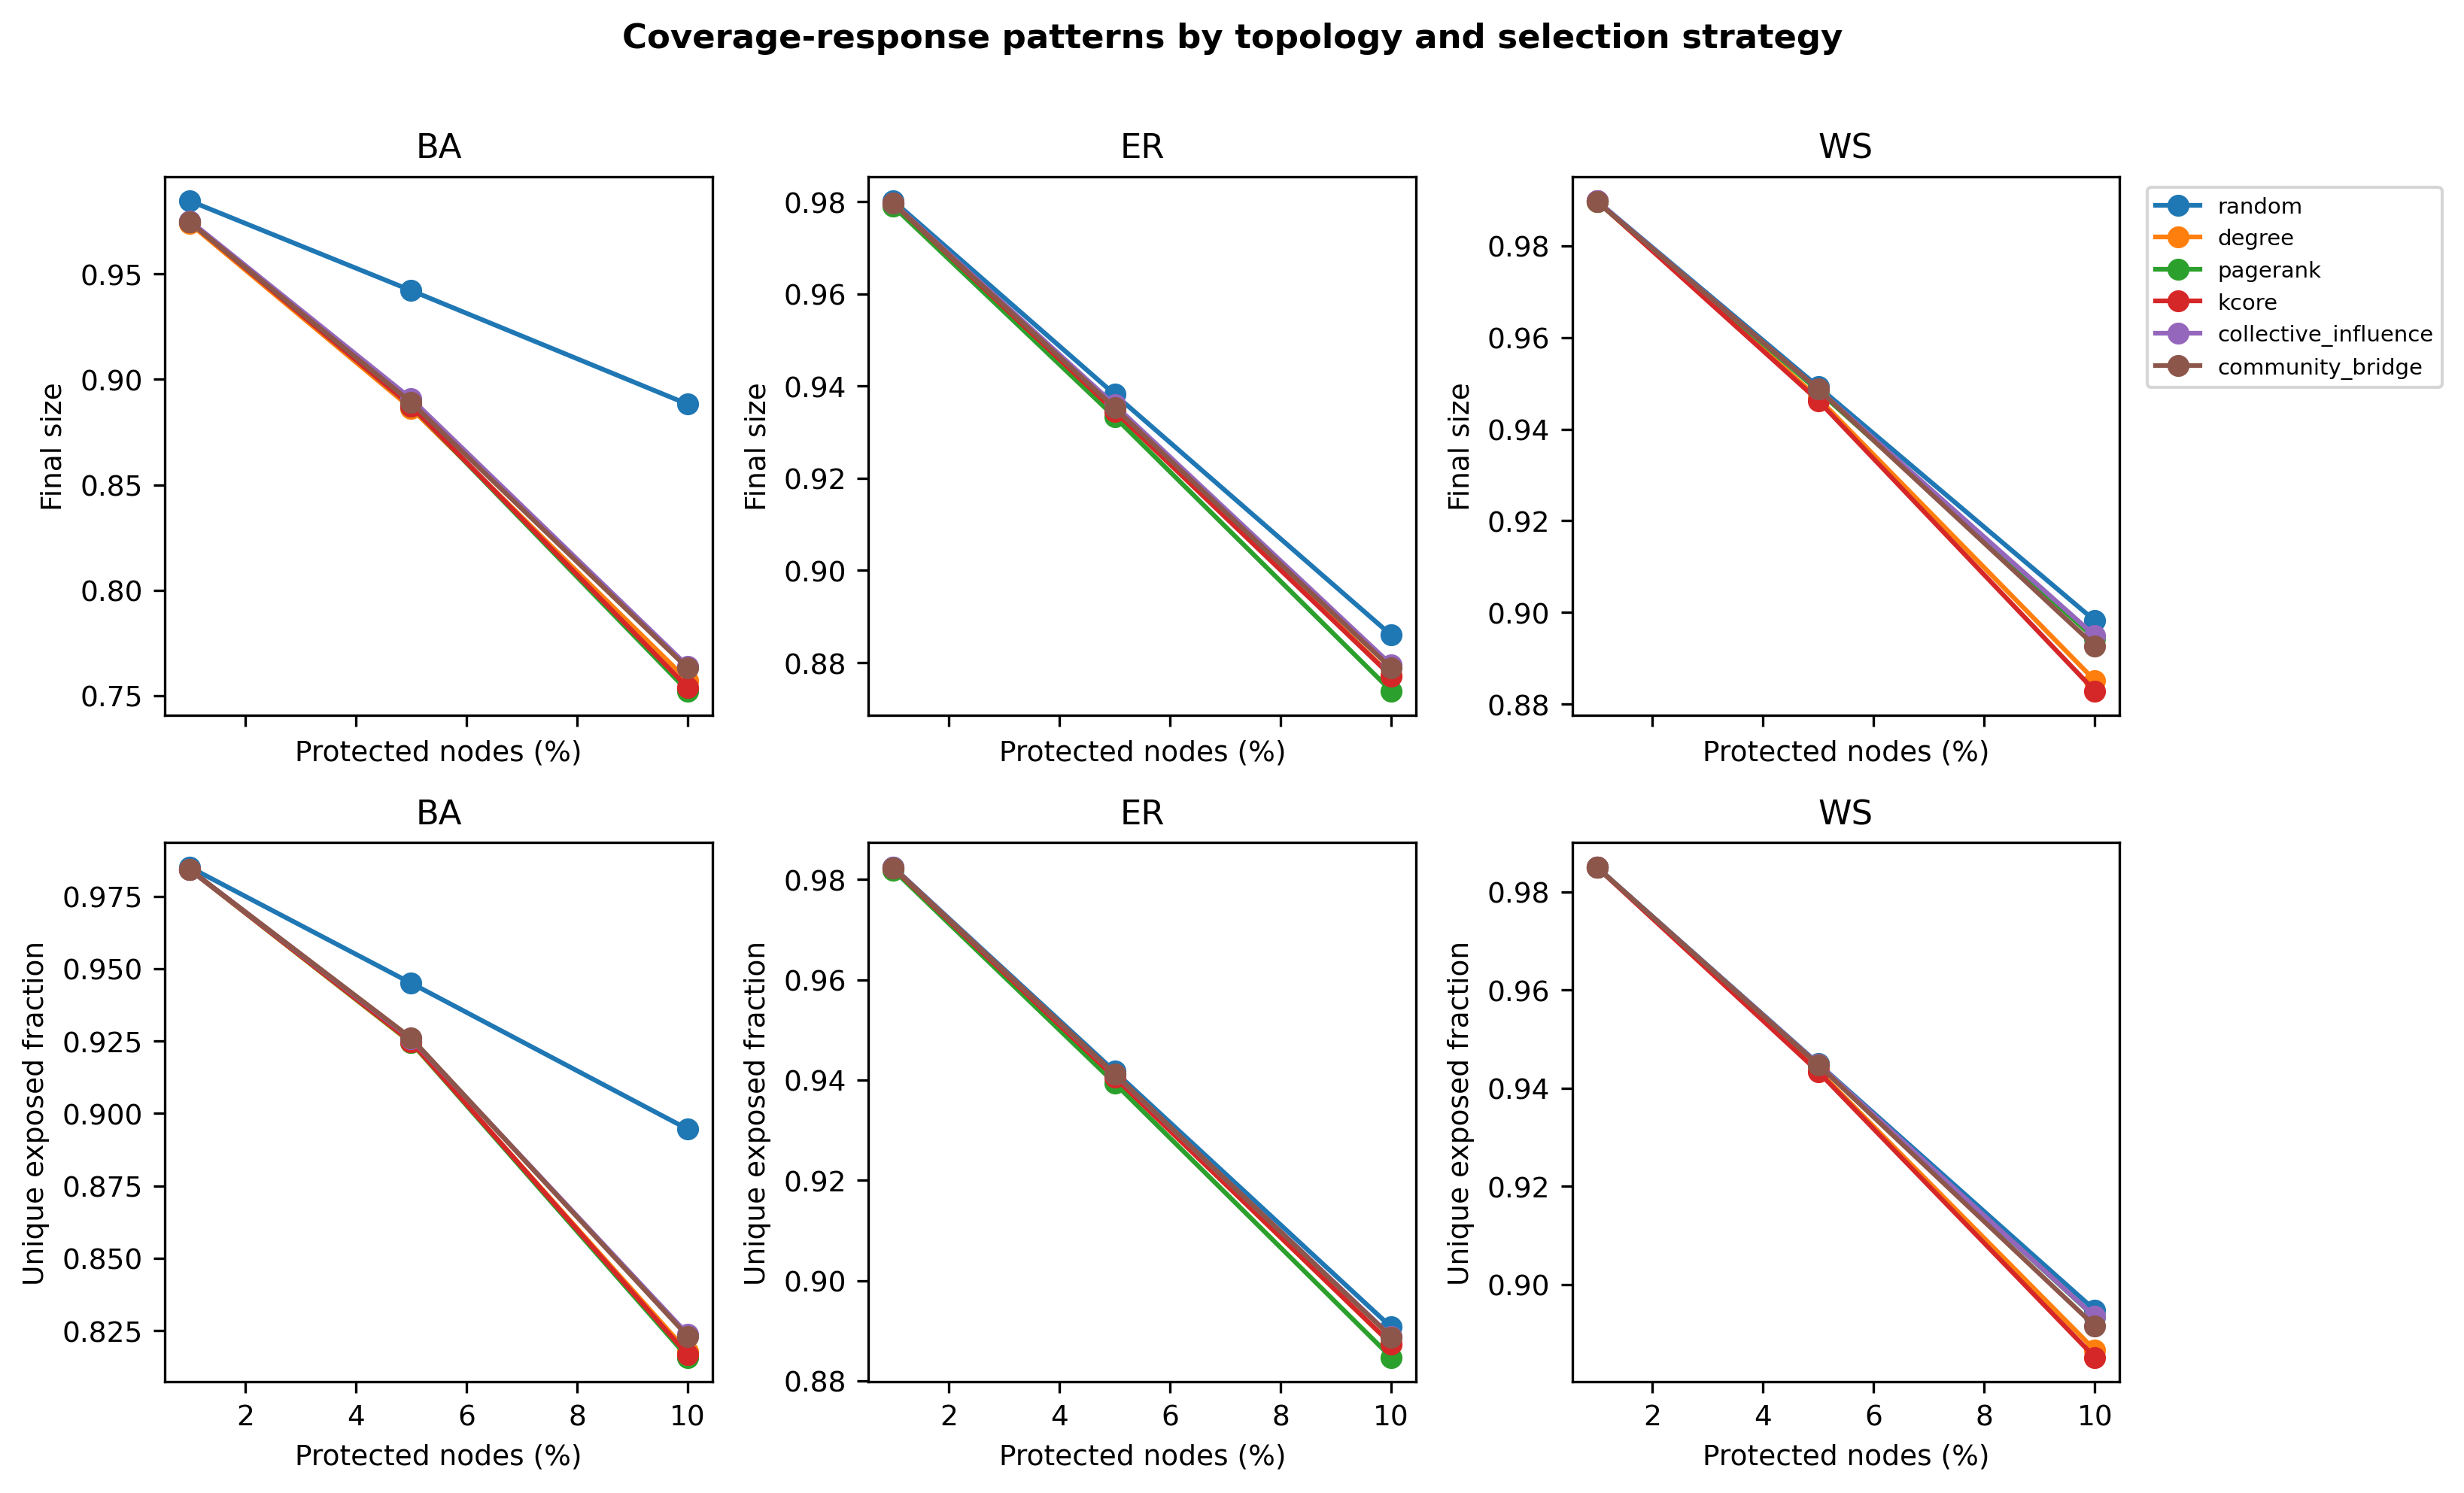 Coverage-response patterns by topology and selection strategy
BA
ER
WS
Final size
0.95
0.90
0.85
0.80
0.75
Protected nodes (%)
Final size
0.98
0.96
0.94
0.92
0.90
0.88
Protected nodes (%)
Final size
0.98
0.96
0.94
0.92
0.90
0.88
Protected nodes (%)
random
degree
pagerank
kcore
collective_influence
community_bridge
BA
ER
WS
Unique exposed fraction
0.975
0.950
0.925
0.900
0.875
0.850
0.825
2 4 6 8 10
Protected nodes (%)
Unique exposed fraction
0.98
0.96
0.94
0.92
0.90
0.88
2 4 6 8 10
Protected nodes (%)
Unique exposed fraction
0.98
0.96
0.94
0.92
0.90
2 4 6 8 10
Protected nodes (%)